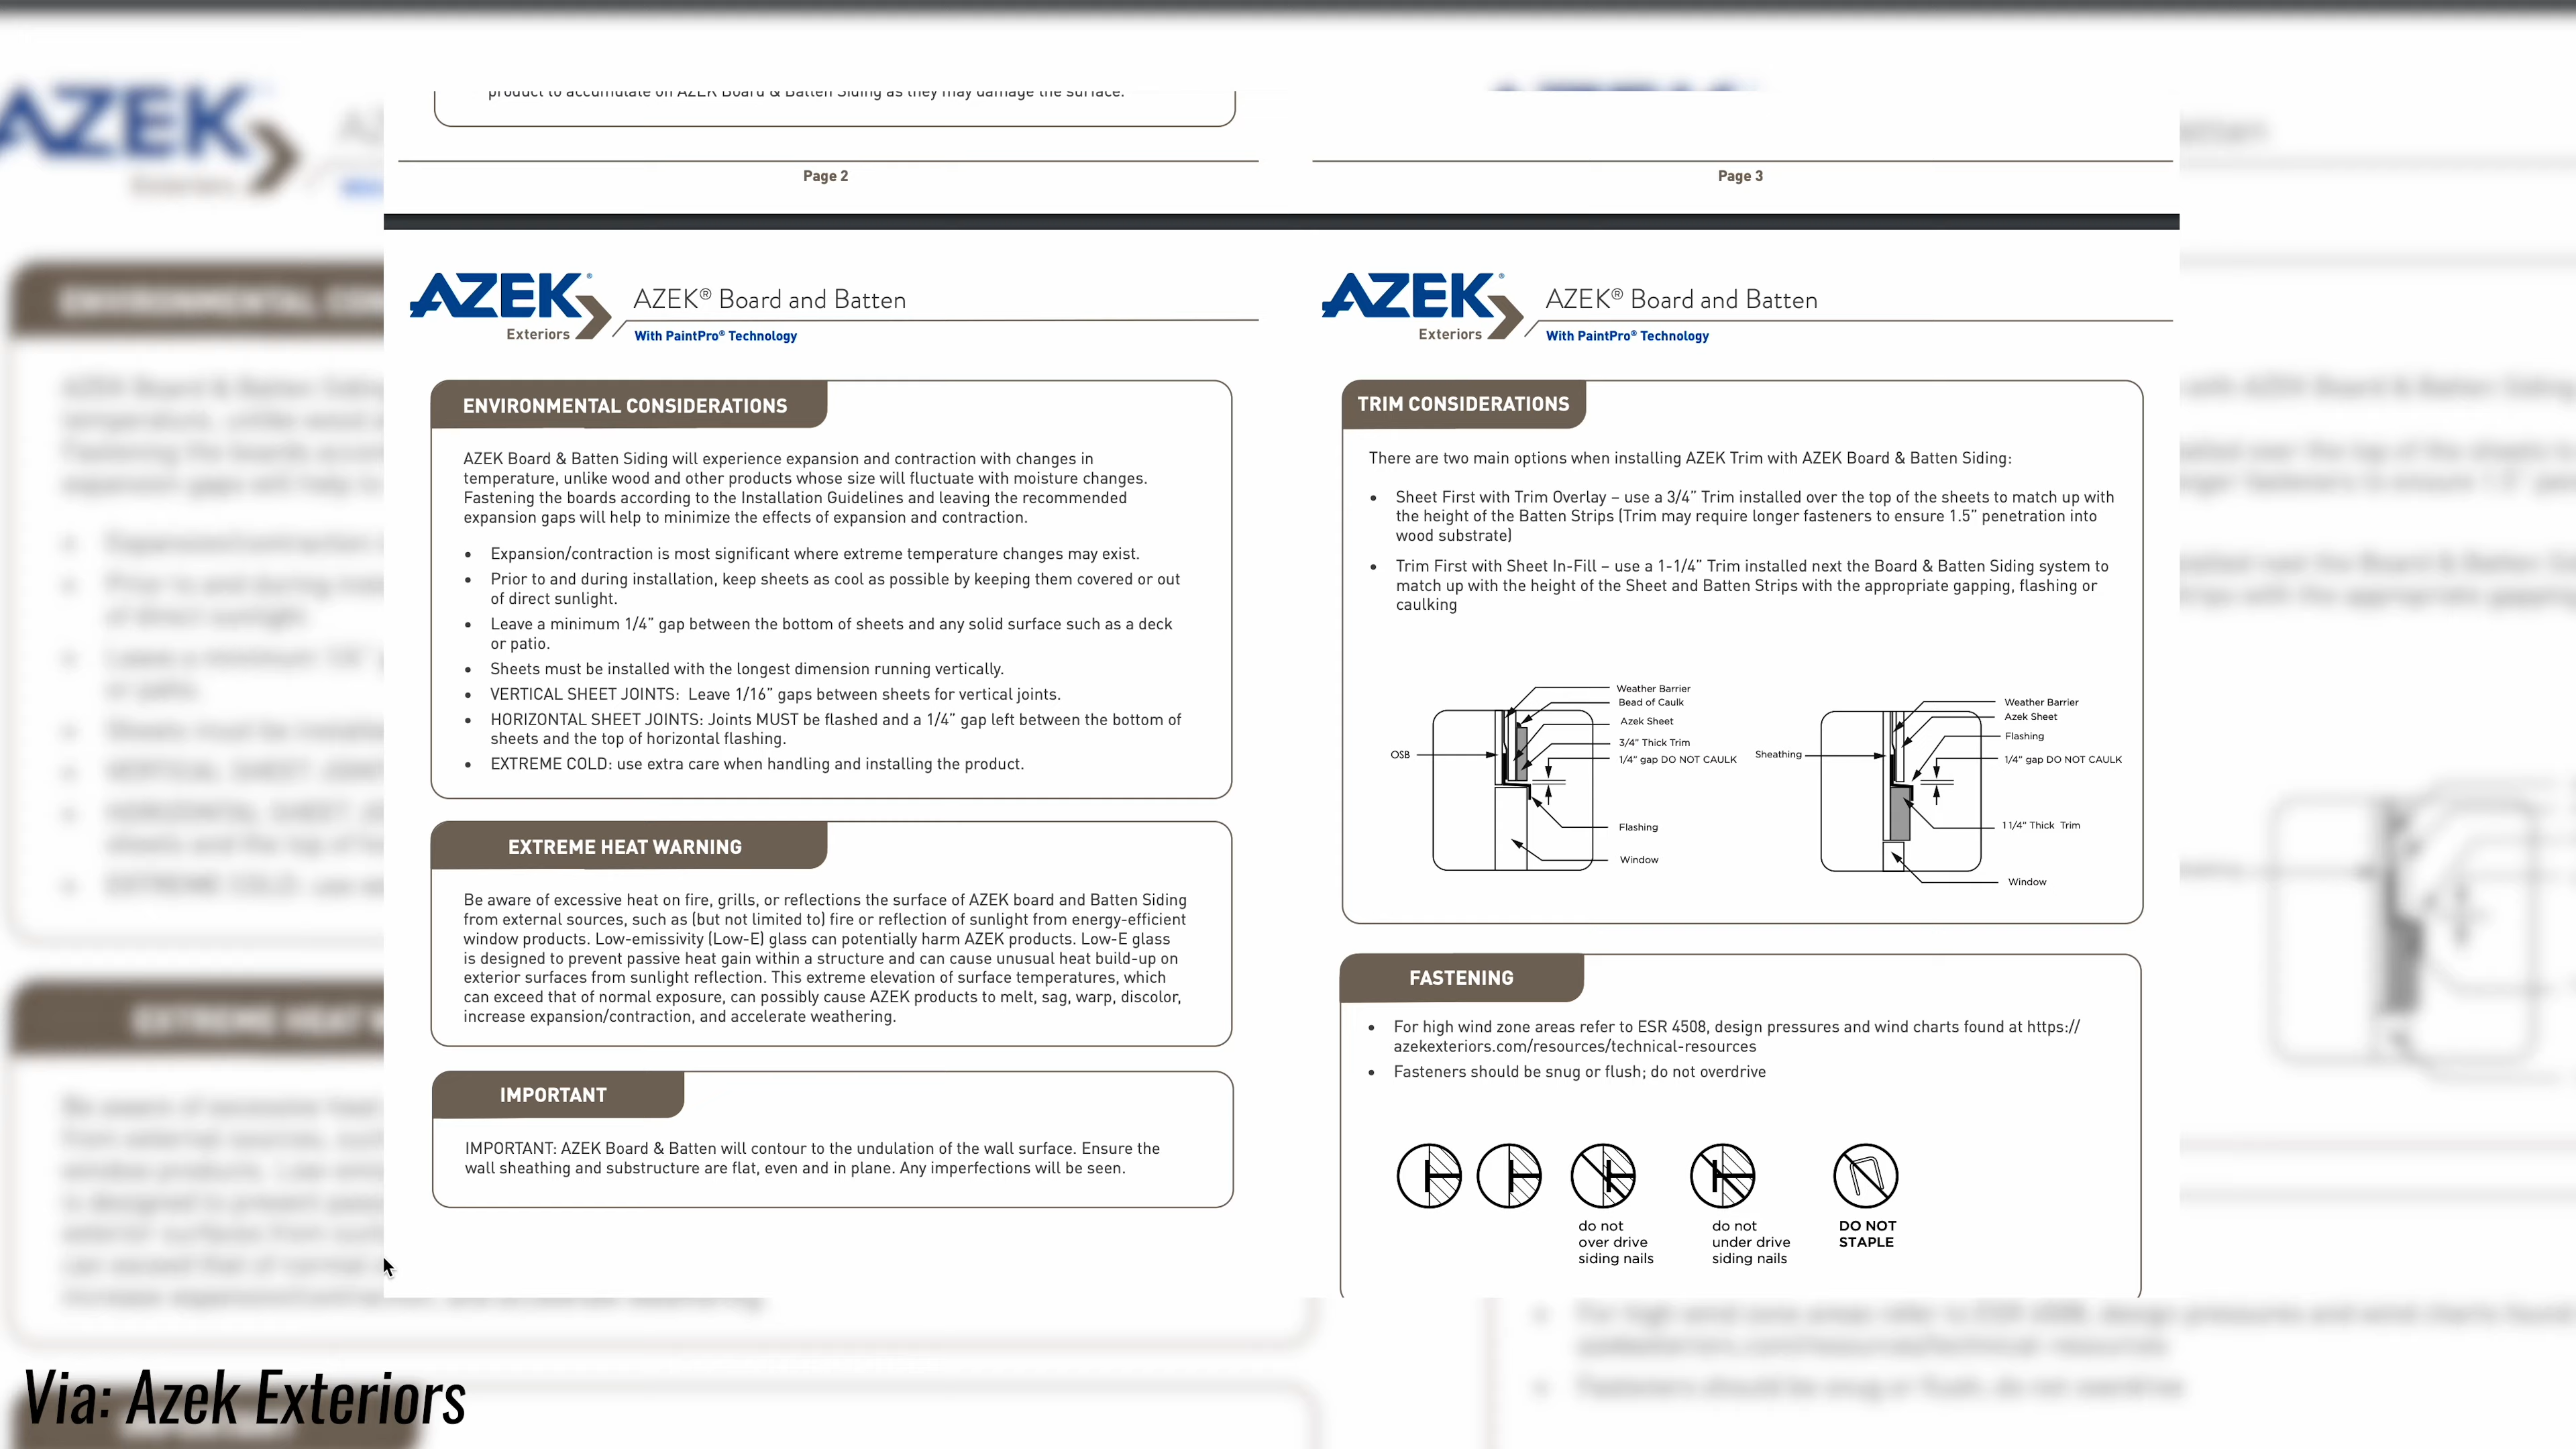 product to accumulate on AZEK Board & Batten Siding as they may damage the surface.
Page 2
Page 3
AZEK®
Exteriors
AZEK® Board and Batten
With PaintPro® Technology
ENVIRONMENTAL CONSIDERATIONS
AZEK Board & Batten Siding will experience expansion and contraction with changes in
temperature, unlike wood and other products whose size will fluctuate with moisture changes.
Fastening the boards according to the Installation Guidelines and leaving the recommended
expansion gaps will help to minimize the effects of expansion and contraction.
• Expansion/contraction is most significant where extreme temperature changes may exist.
• Prior to and during installation, keep sheets as cool as possible by keeping them covered or out
of direct sunlight.
• Leave a minimum 1/4” gap between the bottom of sheets and any solid surface such as a deck
or patio.
• Sheets must be installed with the longest dimension running vertically.
• VERTICAL SHEET JOINTS:  Leave 1/16” gaps between sheets for vertical joints.
• HORIZONTAL SHEET JOINTS: Joints MUST be flashed and a 1/4” gap left between the bottom of
sheets and the top of horizontal flashing.
• EXTREME COLD: use extra care when handling and installing the product.
EXTREME HEAT WARNING
Be aware of excessive heat on fire, grills, or reflections the surface of AZEK board and Batten Siding
from external sources, such as (but not limited to) fire or reflection of sunlight from energy-efficient
window products. Low-emissivity (Low-E) glass can potentially harm AZEK products. Low-E glass
is designed to prevent passive heat gain within a structure and can cause unusual heat build-up on
exterior surfaces from sunlight reflection. This extreme elevation of surface temperatures, which
can exceed that of normal exposure, can possibly cause AZEK products to melt, sag, warp, discolor,
increase expansion/contraction, and accelerate weathering.
IMPORTANT
IMPORTANT: AZEK Board & Batten will contour to the undulation of the wall surface. Ensure the
wall sheathing and substructure are flat, even and in plane. Any imperfections will be seen.
AZEK®
Exteriors
AZEK® Board and Batten
With PaintPro® Technology
TRIM CONSIDERATIONS
There are two main options when installing AZEK Trim with AZEK Board & Batten Siding:
• Sheet First with Trim Overlay – use a 3/4” Trim installed over the top of the sheets to match up with
the height of the Batten Strips (Trim may require longer fasteners to ensure 1.5” penetration into
wood substrate)
• Trim First with Sheet In-Fill – use a 1-1/4” Trim installed next the Board & Batten Siding system to
match up with the height of the Sheet and Batten Strips with the appropriate gapping, flashing or
caulking
Weather Barrier
Bead of Caulk
Azek Sheet
3/4” Thick Trim
OSB
1/4” gap DO NOT CAULK
Flashing
Window
Weather Barrier
Azek Sheet
Flashing
Sheathing
1/4” gap DO NOT CAULK
1 1/4” Thick Trim
Window
FASTENING
• For high wind zone areas refer to ESR 4508, design pressures and wind charts found at https://
azekexteriors.com/resources/technical-resources
• Fasteners should be snug or flush; do not overdrive
do not
over drive
siding nails
do not
under drive
siding nails
DO NOT
STAPLE
Via: Azek Exteriors